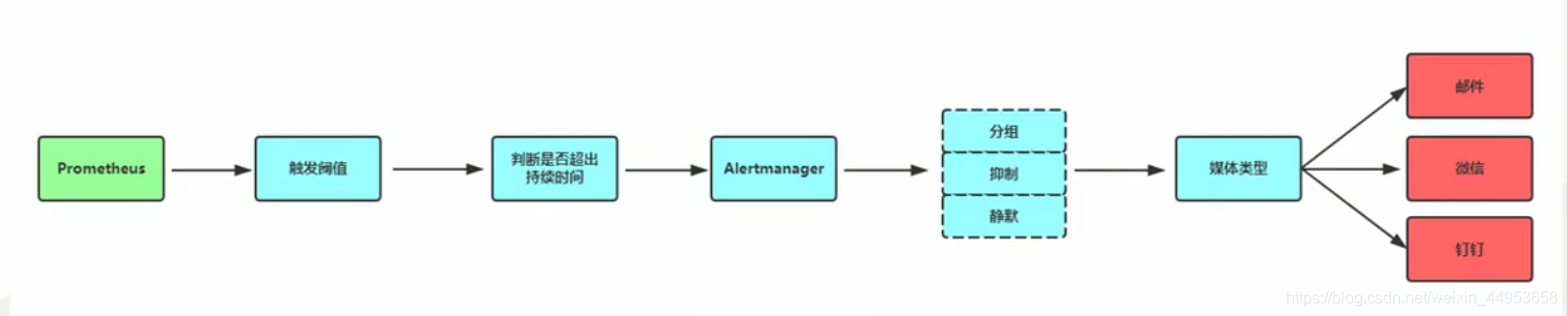 Prometheus
触发阈值
判断是否超出
持续时间
Alertmanager
分组
抑制
静默
媒体类型
邮件
微信
钉钉
https://blog.csdn.net/weixin_44953658